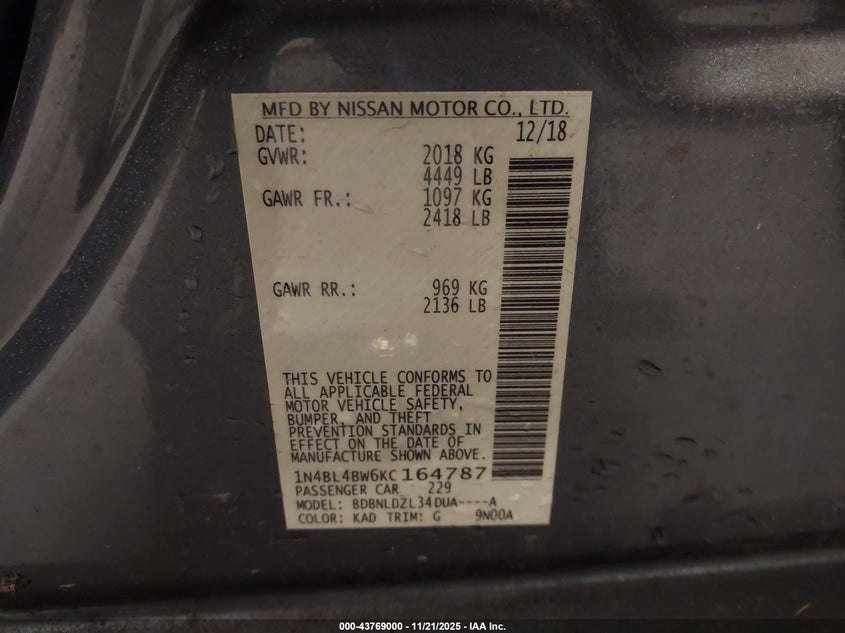 MFD BY NISSAN MOTOR CO., LTD.
DATE: 12/18
GVWR: 2018 KG
4449 LB
GAWR FR.: 1097 KG
2418 LB
GAWR RR.: 969 KG
2136 LB
THIS VEHICLE CONFORMS TO
ALL APPLICABLE FEDERAL
MOTOR VEHICLE SAFETY,
BUMPER, AND THEFT
PREVENTION STANDARDS IN
EFFECT ON THE DATE OF
MANUFACTURE SHOWN ABOVE.
1N4BL4BW6KC164787
PASSENGER CAR 229
MODEL: BDBNLDZL34DUA----A
COLOR: KAD TRIM: G 9N00A
000-43769000 - 11/21/2025 - IAA Inc.